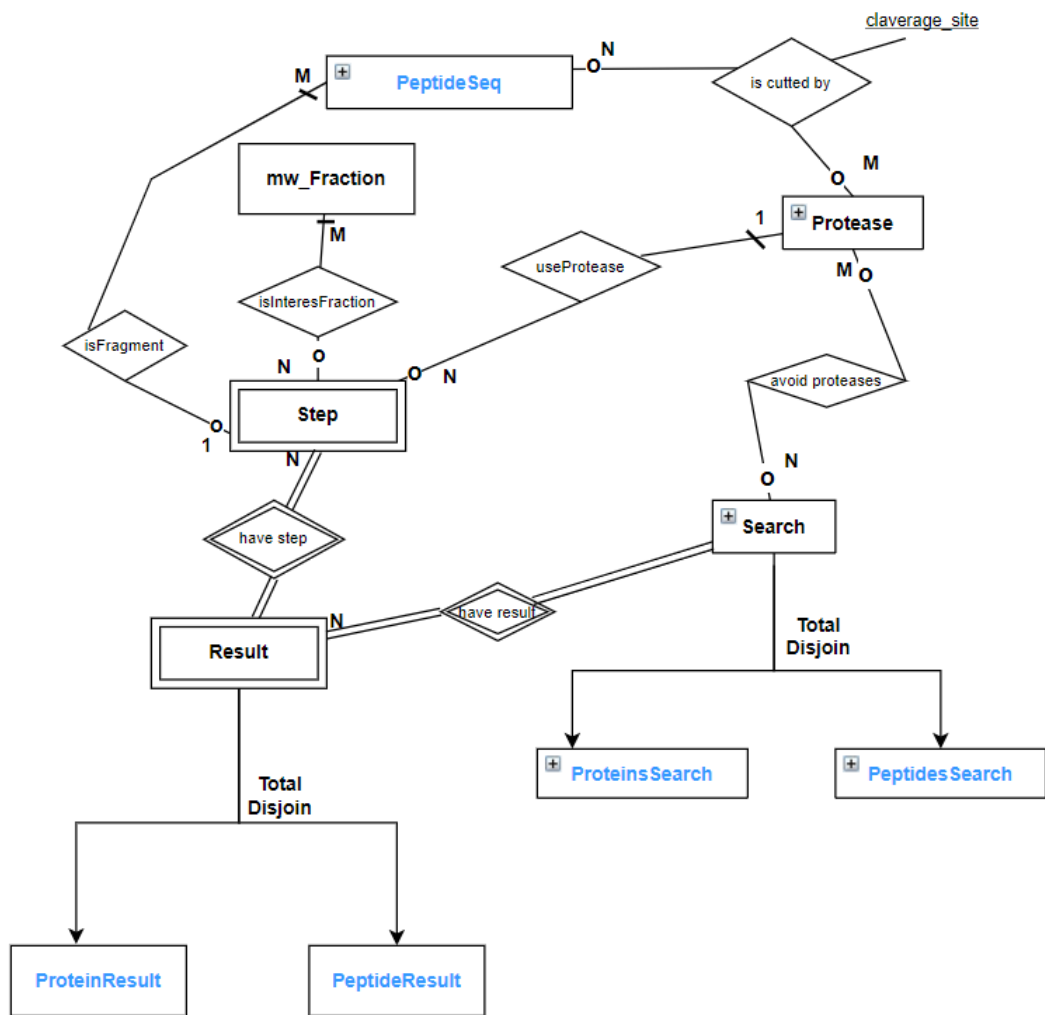 claverage_site
N
M
PeptideSeq
is cutted by
M
mw_Fraction
1
Protease
M
useProtease
M
isInteresFraction
isFragment
avoid proteases
N
N
Step
1
N
N
Search
have step
have result
N
Result
Total
Disjoin
ProteinsSearch
PeptidesSearch
Total
Disjoin
ProteinResult
PeptideResult